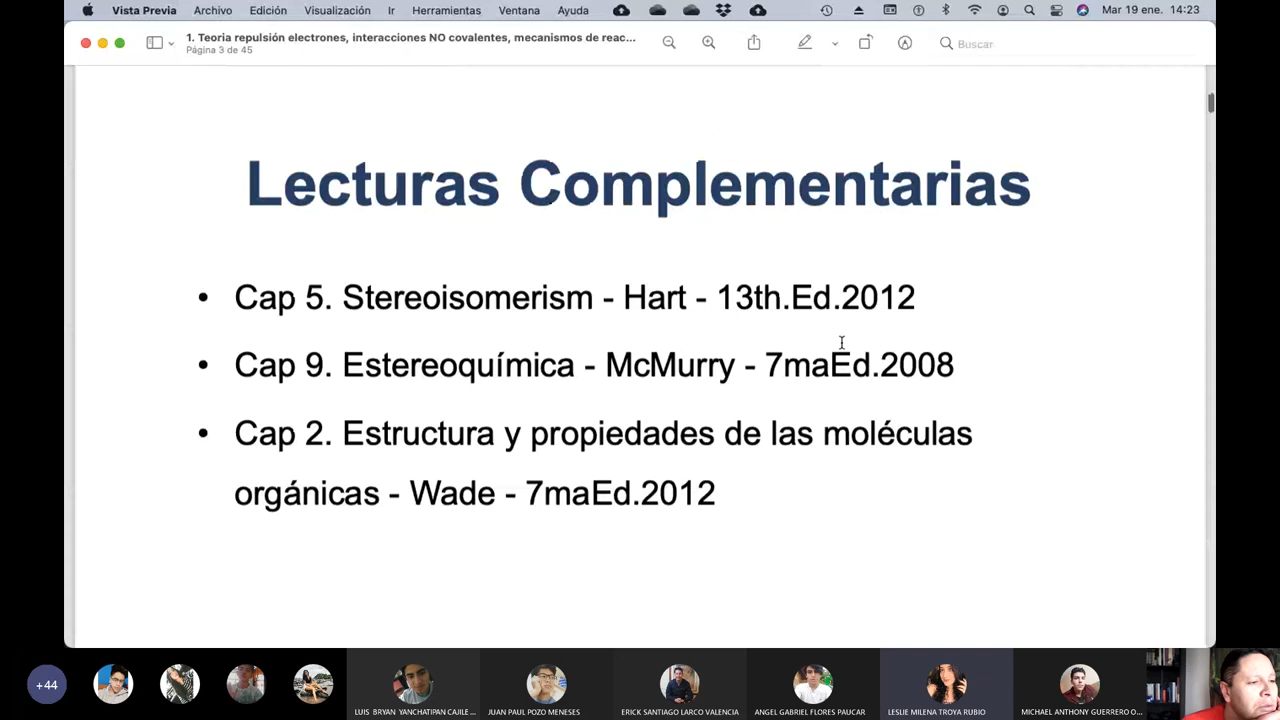 Vista Previa Archivo Edición Visualización Ir Herramientas Ventana Ayuda Mar 19 ene. 14:23
1. Teoria repulsión electrones, interacciones NO covalentes, mecanismos de reac...
Página 3 de 45
Buscar
Lecturas Complementarias
• Cap 5. Stereoisomerism - Hart - 13th.Ed.2012
• Cap 9. Estereoquímica - McMurry - 7maEd.2008
• Cap 2. Estructura y propiedades de las moléculas
orgánicas - Wade - 7maEd.2012
+44
LUIS BRYAN YANCHATIPAN CAJILE... JUAN PAUL POZO MENESES ERICK SANTIAGO LARCO VALENCIA ANGEL GABRIEL FLORES PAUCAR LESLIE MILENA TROYA RUBIO MICHAEL ANTHONY GUERRERO O...